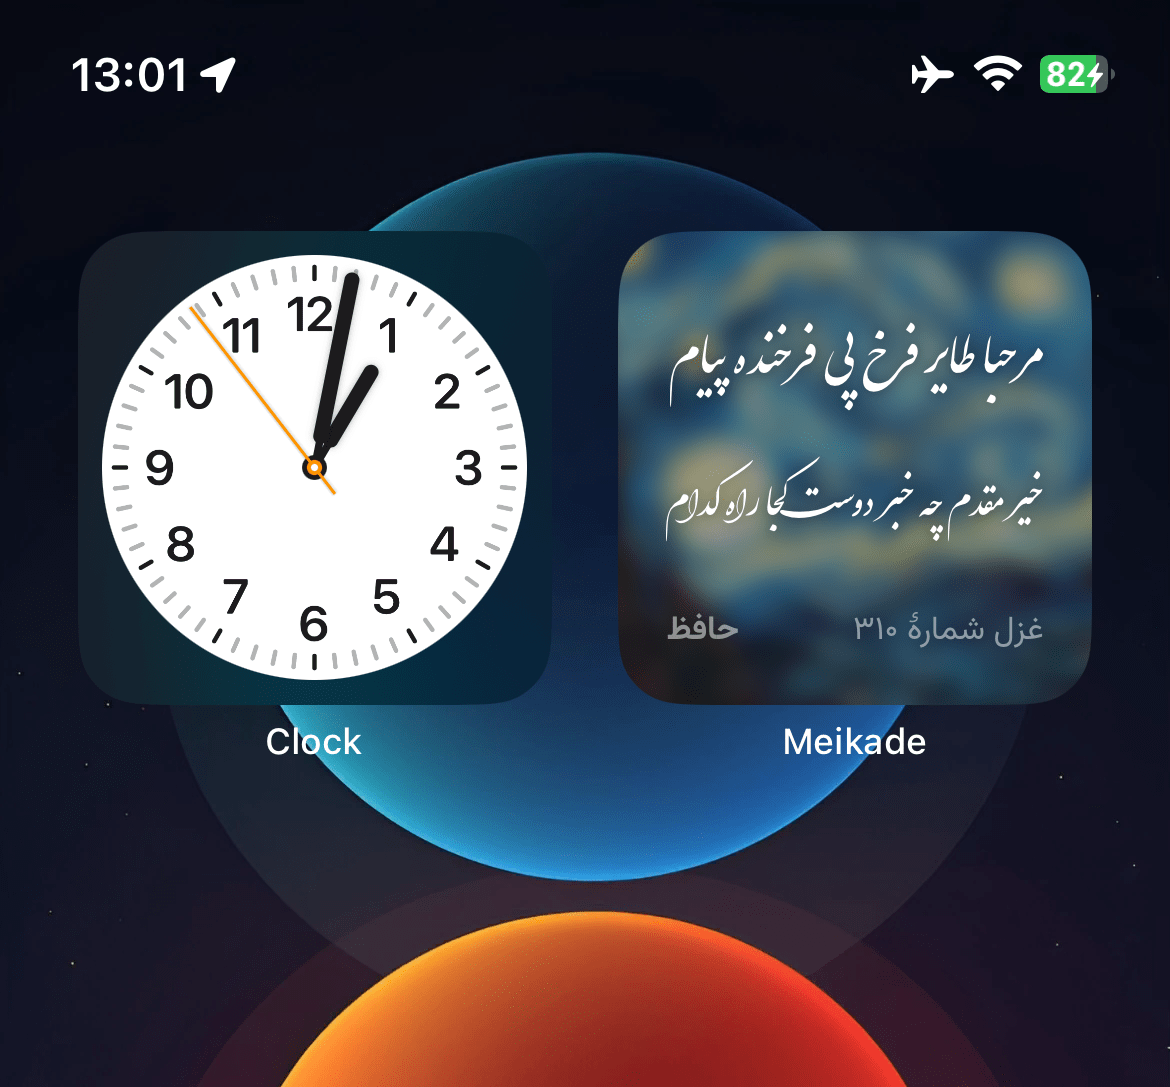 13:01
82
12
1
2
3
4
5
6
7
8
9
10
11
Clock
مرحبا طایر فرخ پی فرخنده پیام
خیر مقدم چه خبر دوست کجا راه کدام
غزل شمارهٔ ۳۱۰
حافظ
Meikade